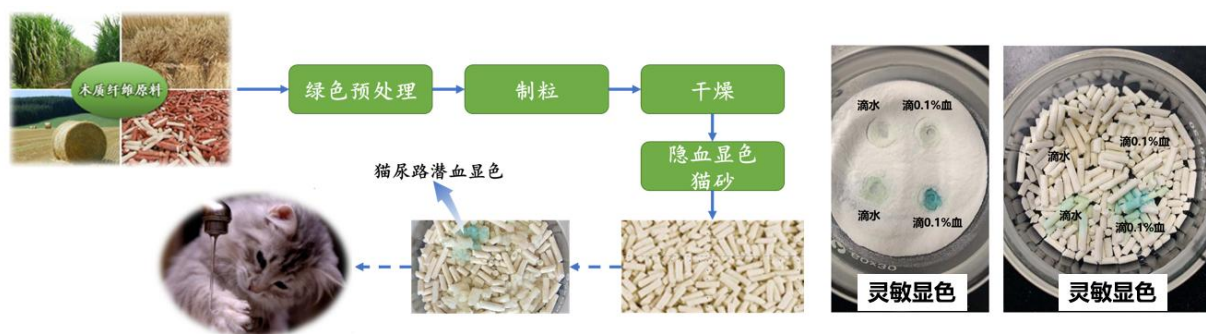 木质纤维原料
绿色预处理
制粒
干燥
隐血显色
猫砂
猫尿路潜血显色
滴水
滴0.1%血
滴水
滴0.1%血
灵敏显色
滴水
滴0.1%血
滴水
滴0.1%血
灵敏显色